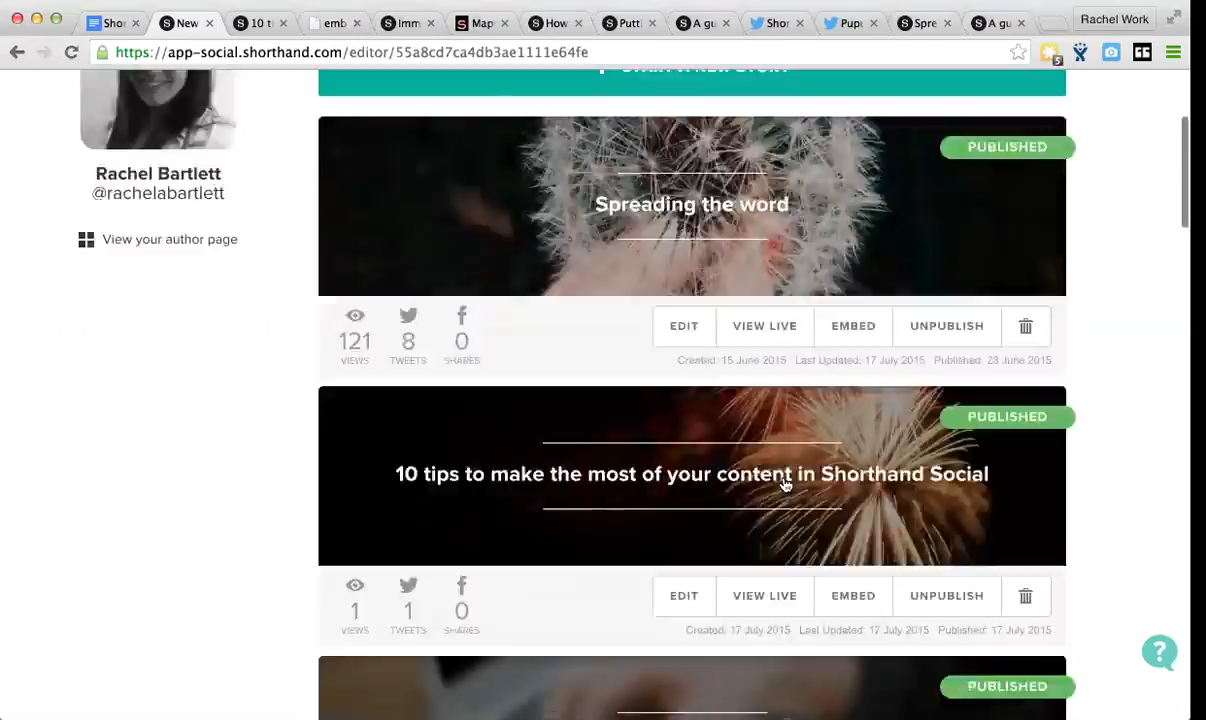 Shor
New
10 t
emb
Imm
Map
How
Putt
A gu
Shor
Pupu
Spre
A gu
Rachel Work
https://app-social.shorthand.com/editor/55a8cd7ca4db3ae1111e64fe
5
Rachel Bartlett
@rachelabartlett
View your author page
PUBLISHED
Spreading the word
121
8
0
VIEWS
TWEETS
SHARES
EDIT
VIEW LIVE
EMBED
UNPUBLISH
Created: 15 June 2015 Last Updated: 17 July 2015 Published: 23 June 2015
PUBLISHED
10 tips to make the most of your content in Shorthand Social
1
1
0
VIEWS
TWEETS
SHARES
EDIT
VIEW LIVE
EMBED
UNPUBLISH
Created: 17 July 2015 Last Updated: 17 July 2015 Published: 17 July 2015
PUBLISHED
?